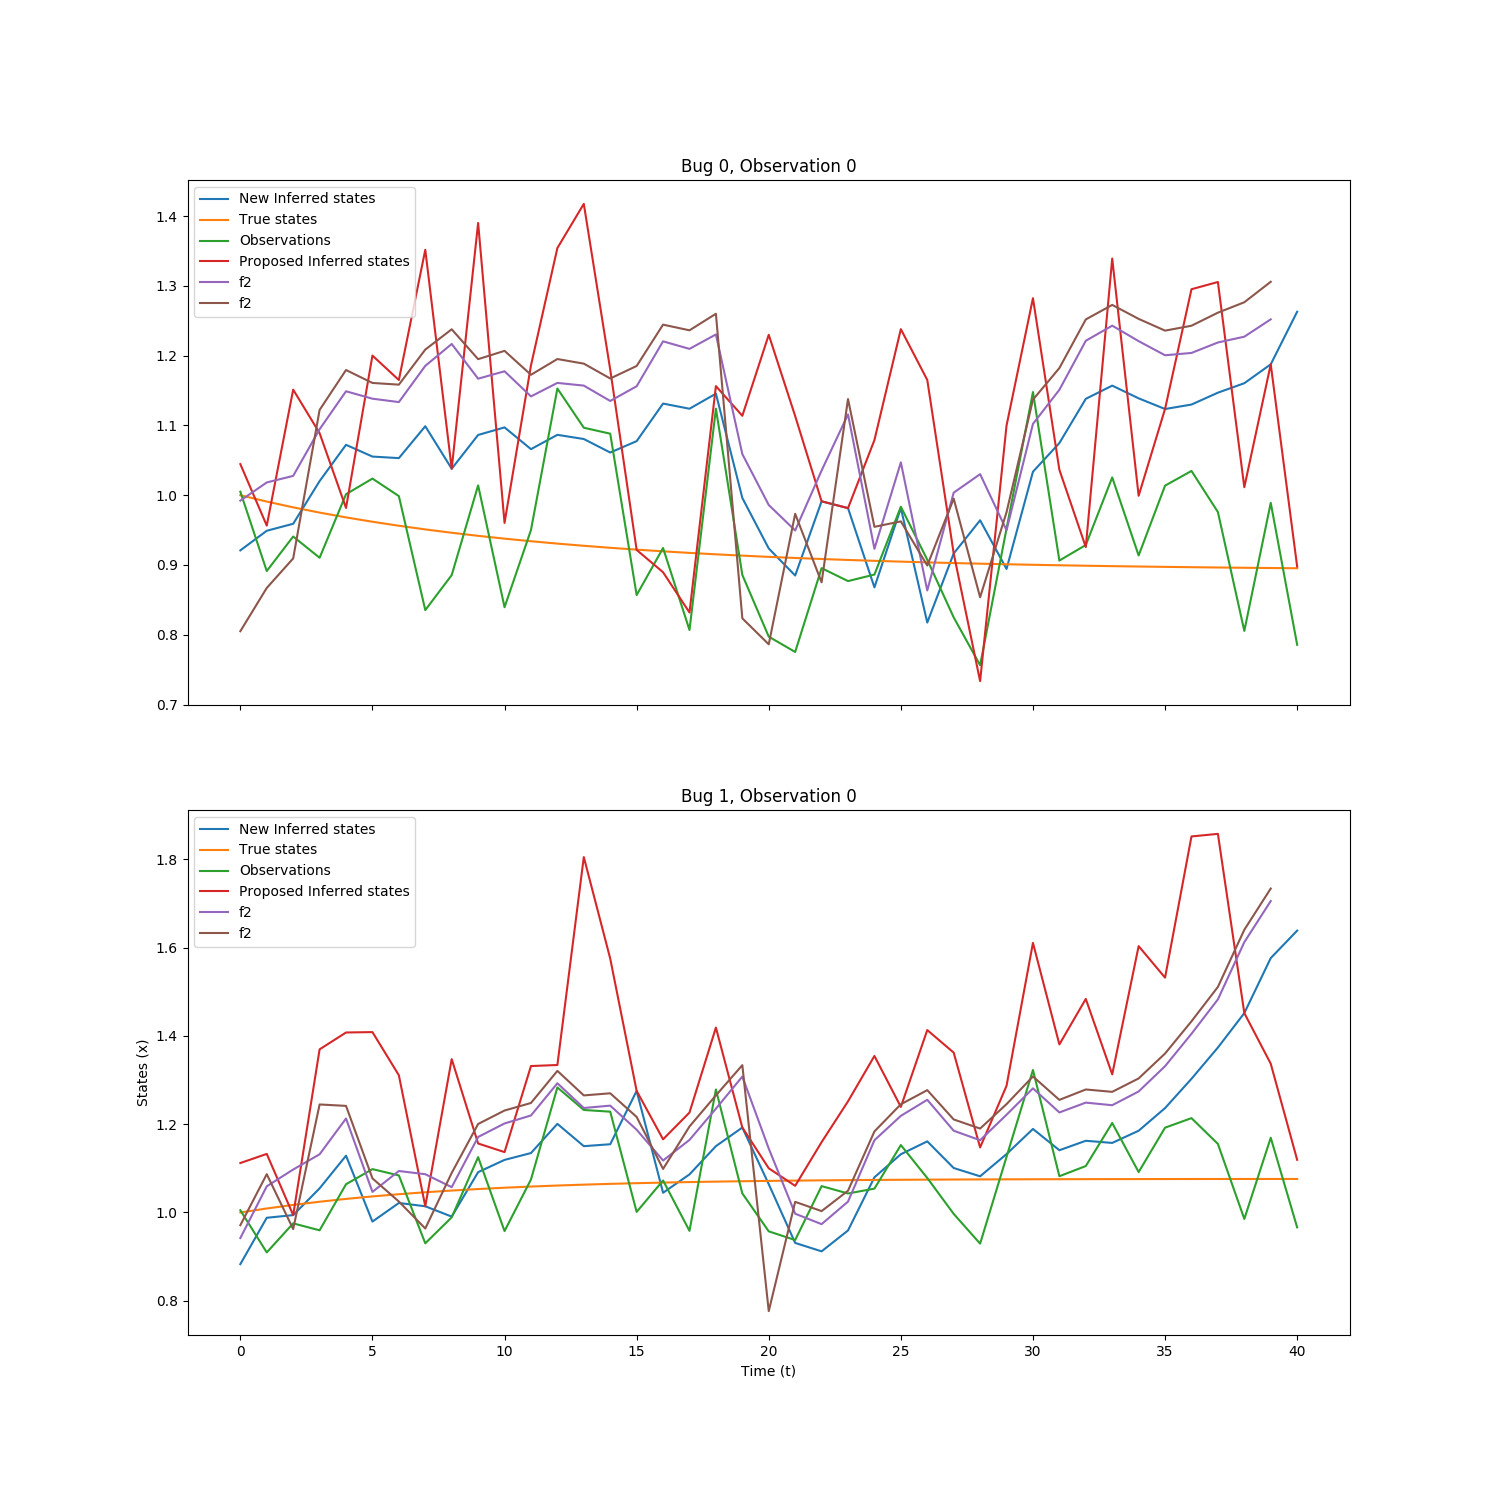 Bug 0, Observation 0
New Inferred states
True states
Observations
Proposed Inferred states
f2
f2
1.4
1.3
1.2
1.1
1.0
0.9
0.8
0.7
Bug 1, Observation 0
New Inferred states
True states
Observations
Proposed Inferred states
f2
f2
1.8
1.6
1.4
1.2
1.0
0.8
States (x)
0 5 10 15 20 25 30 35 40
Time (t)